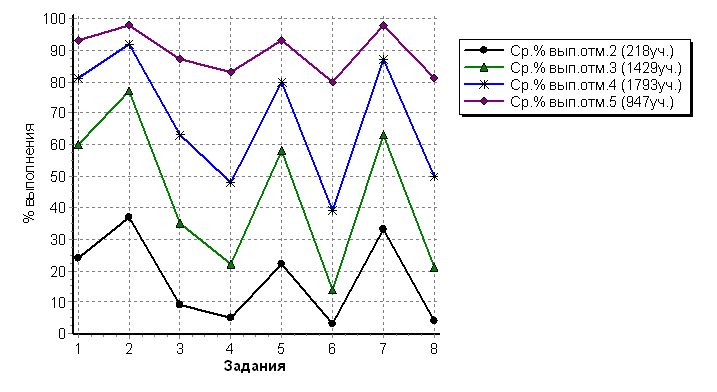 100
90
80
70
60
50
40
30
20
10
0
% выполнения
1 2 3 4 5 6 7 8
Задания
Ср.% вып.отм.2 (218уч.)
Ср.% вып.отм.3 (1429уч.)
Ср.% вып.отм.4 (1793уч.)
Ср.% вып.отм.5 (947уч.)